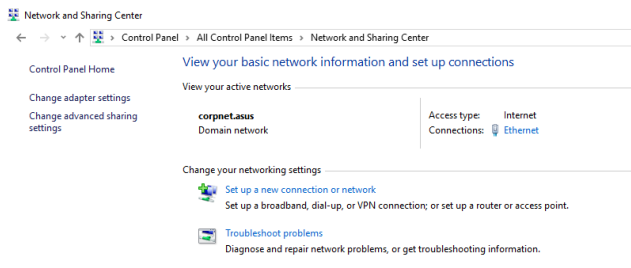 Network and Sharing Center
Control Panel > All Control Panel Items > Network and Sharing Center
Control Panel Home
Change adapter settings
Change advanced sharing
settings
View your basic network information and set up connections
View your active networks
corpnet.asus
Domain network
Access type: Internet
Connections: Ethernet
Change your networking settings
Set up a new connection or network
Set up a broadband, dial-up, or VPN connection; or set up a router or access point.
Troubleshoot problems
Diagnose and repair network problems, or get troubleshooting information.